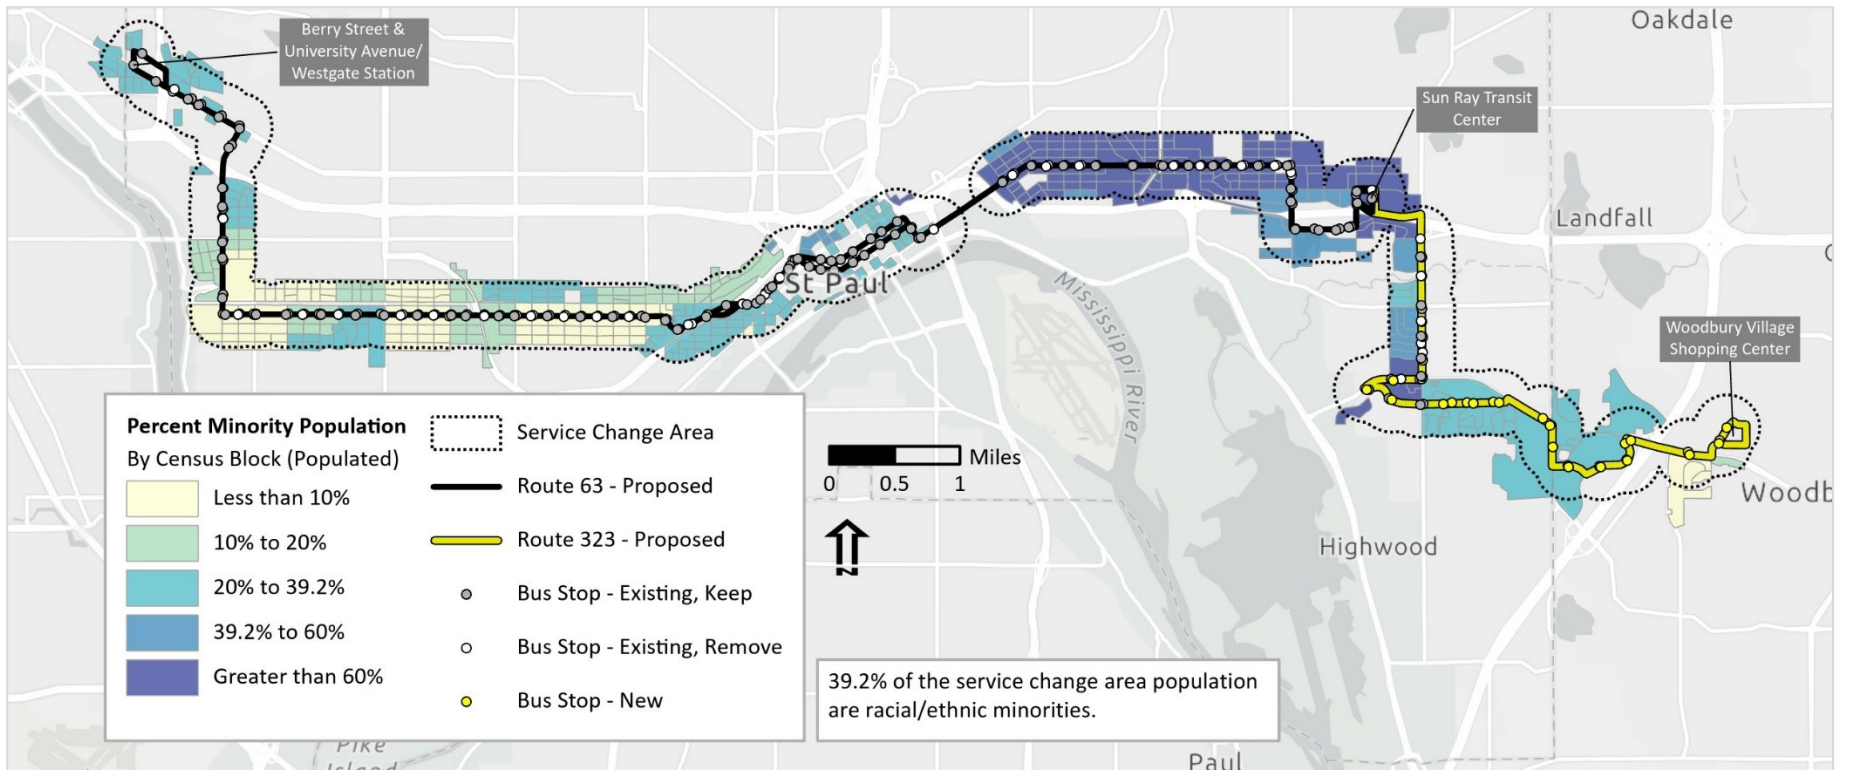 Oakdale
Berry Street &
University Avenue/
Westgate Station
Sun Ray Transit
Center
Landfall
St Paul
Mississippi River
Woodbury Village
Shopping Center
Woodb
Highwood
Percent Minority Population
By Census Block (Populated)
Less than 10%
10% to 20%
20% to 39.2%
39.2% to 60%
Greater than 60%
Service Change Area
Route 63 - Proposed
Route 323 - Proposed
Bus Stop - Existing, Keep
Bus Stop - Existing, Remove
Bus Stop - New
Miles
0 0.5 1
N
39.2% of the service change area population
are racial/ethnic minorities.
Pike
Island
Paul